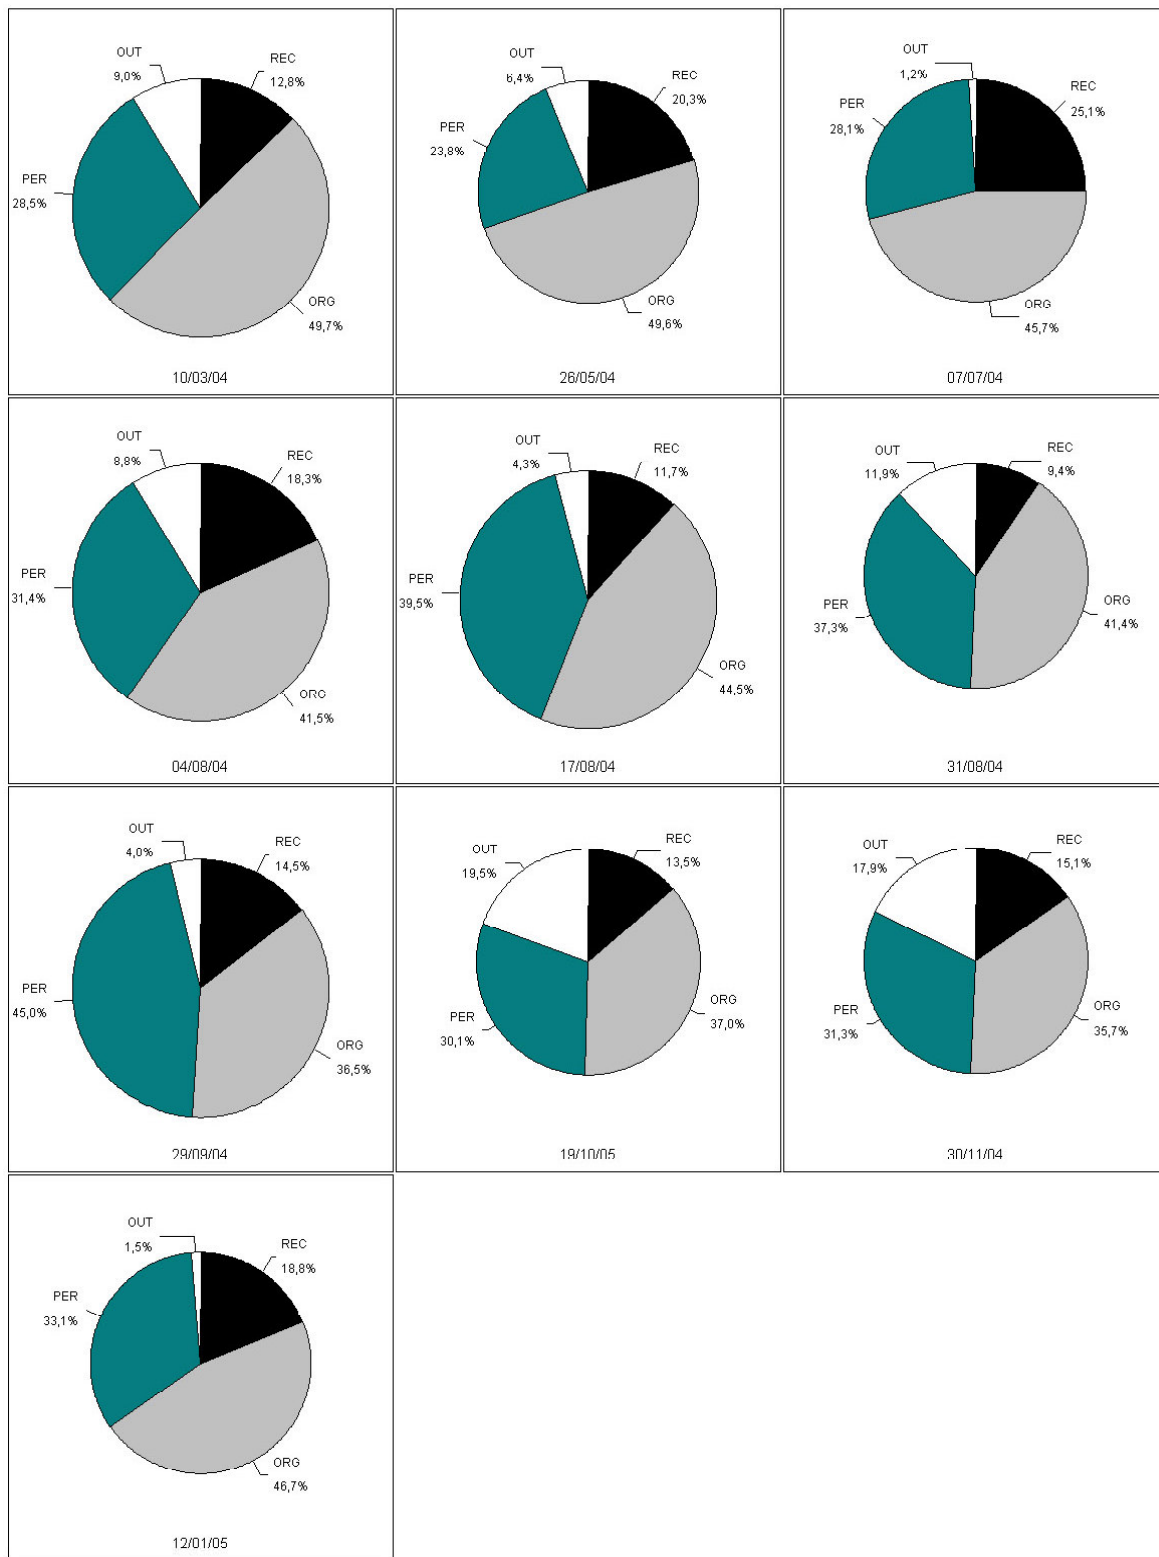 OUT
9,0%
REC
12,8%
PER
28,5%
ORG
49,7%
10/03/04
OUT
6,4%
REC
20,3%
PER
23,8%
ORG
49,6%
26/05/04
OUT
1,2%
REC
25,1%
PER
28,1%
ORG
45,7%
07/07/04
OUT
8,8%
REC
18,3%
PER
31,4%
ORG
41,5%
04/08/04
OUT
4,3%
REC
11,7%
PER
39,5%
ORG
44,5%
17/08/04
OUT
11,9%
REC
9,4%
PER
37,3%
ORG
41,4%
31/08/04
OUT
4,0%
REC
14,5%
PER
45,0%
ORG
36,5%
29/09/04
OUT
19,5%
REC
13,5%
PER
30,1%
ORG
37,0%
19/10/05
OUT
17,9%
REC
15,1%
PER
31,3%
ORG
35,7%
30/11/04
OUT
1,5%
REC
18,8%
PER
33,1%
ORG
46,7%
12/01/05